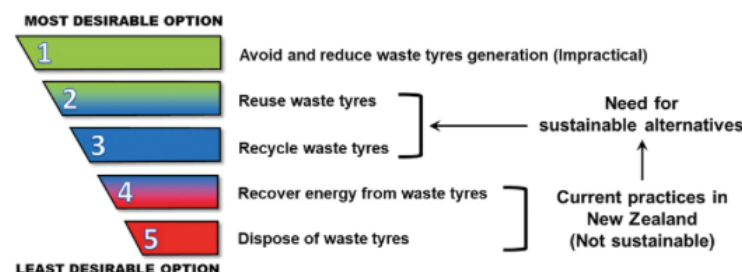 MOST DESIRABLE OPTION
1 Avoid and reduce waste tyres generation (Impractical)
2 Reuse waste tyres
3 Recycle waste tyres
4 Recover energy from waste tyres
5 Dispose of waste tyres
LEAST DESIRABLE OPTION
Need for
sustainable alternatives
Current practices in
New Zealand
(Not sustainable)